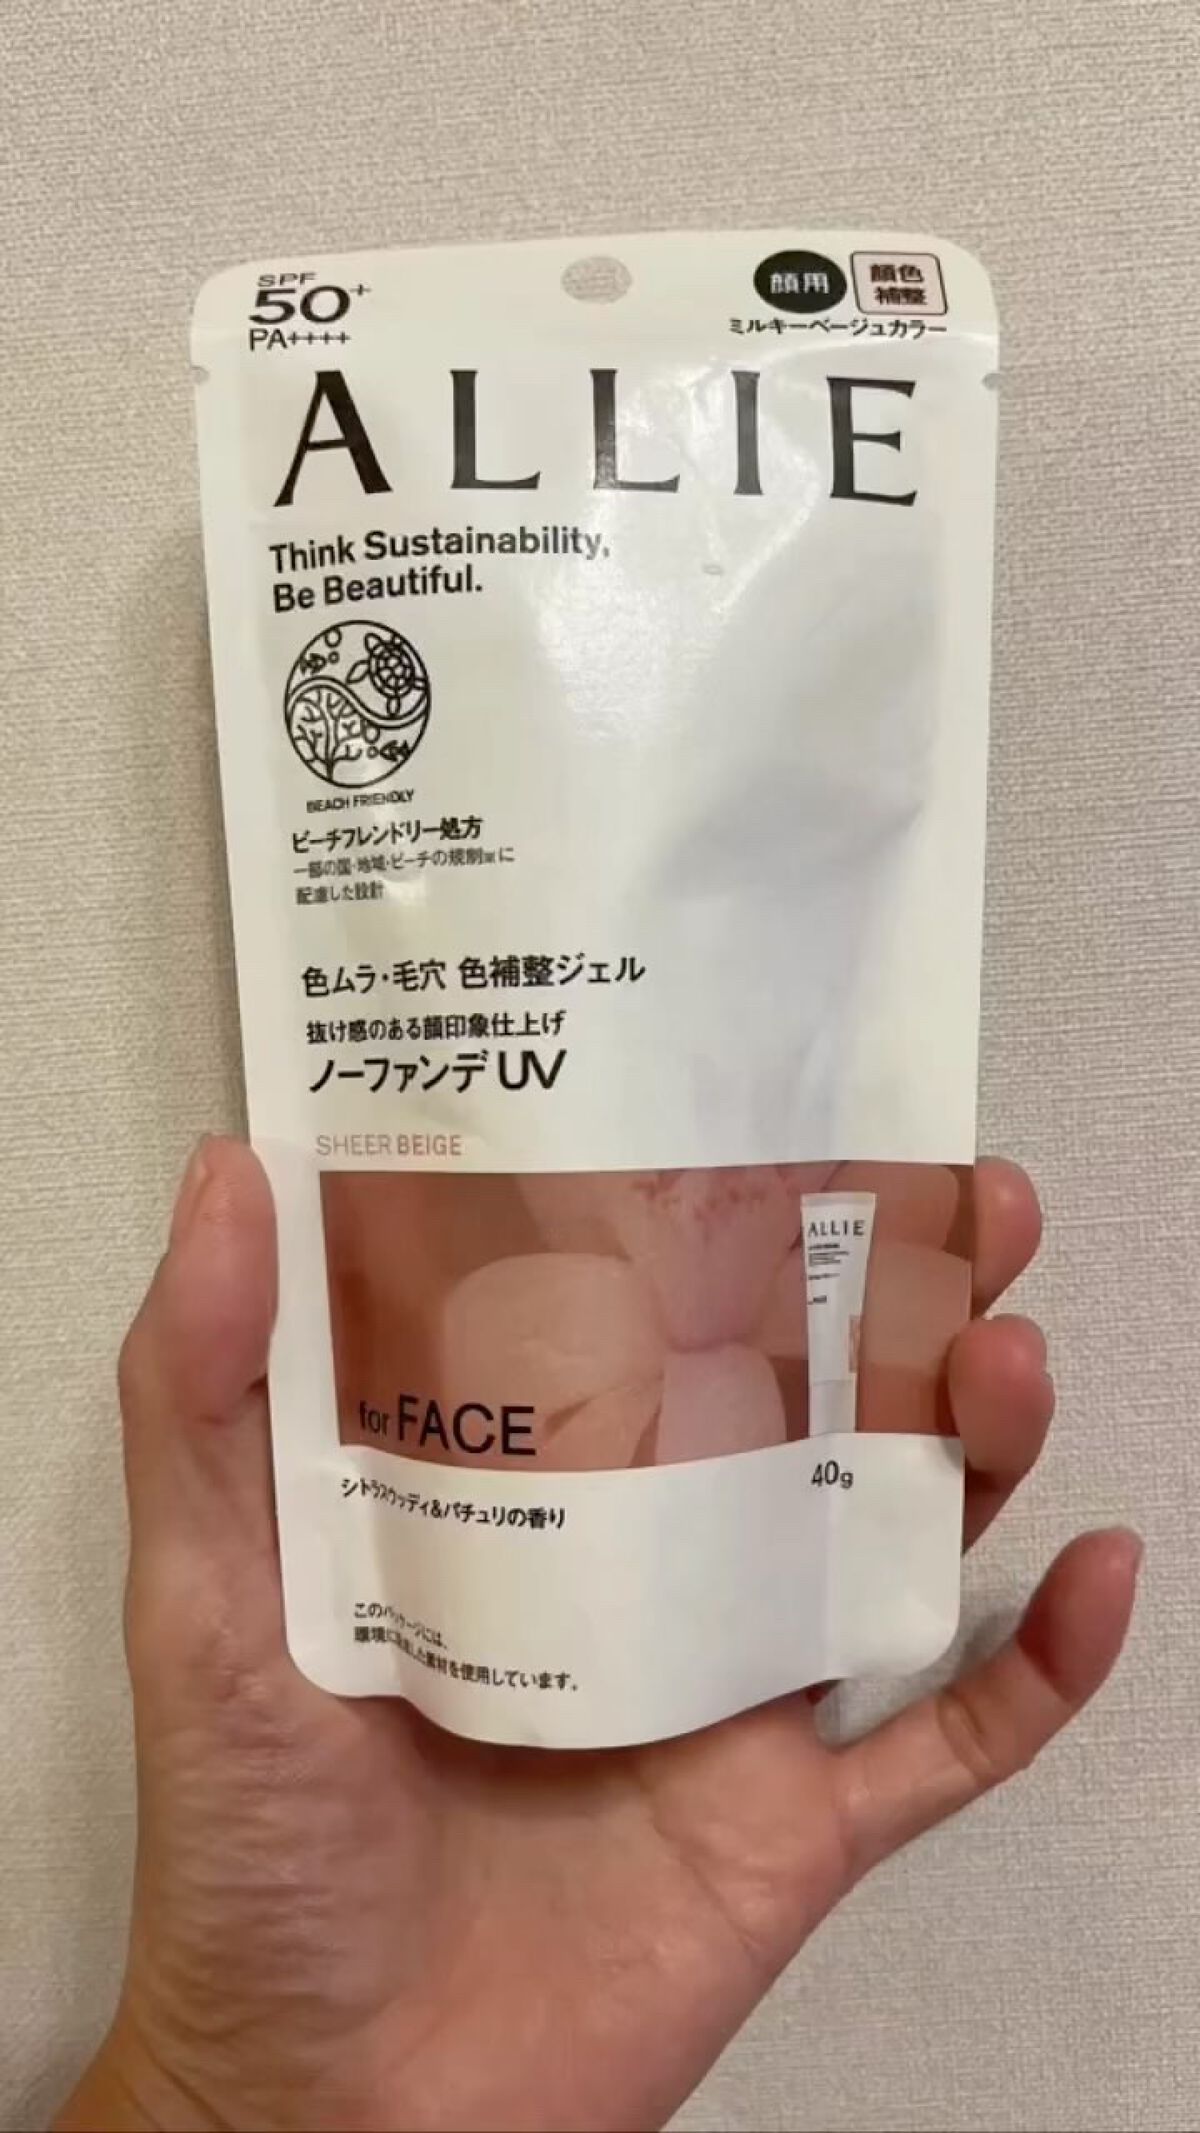 SPF
50+
PA++++
顔用
顔色
補整
ミルキーベージュカラー
ALLIE
Think Sustainability,
Be Beautiful.
BEACH FRIENDLY
ビーチフレンドリー処方
一部の国・地域・ビーチの規制※に
配慮した設計
色ムラ・毛穴 色補整ジェル
抜け感のある顔印象仕上げ
ノーファンデUV
SHEER BEIGE
ALLIE
for FACE
40g
シトラスウッディ&パチュリの香り
このパッケージには、
環境に配慮した素材を使用しています。